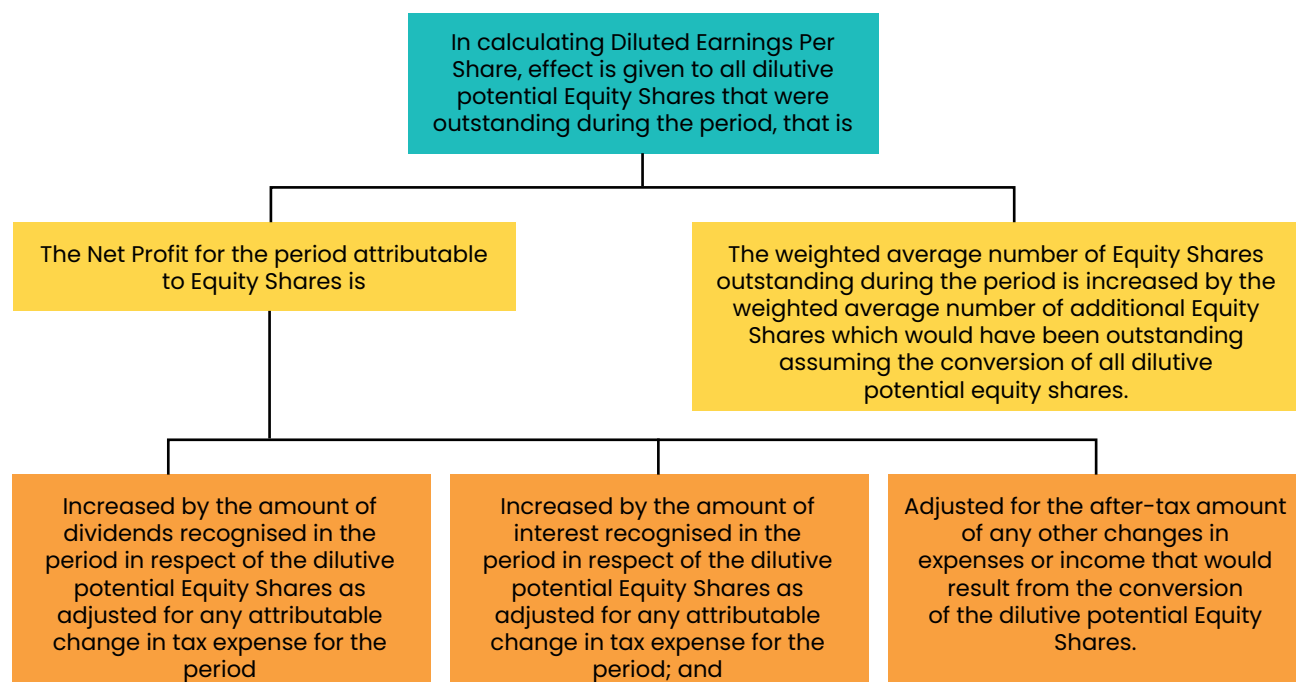 In calculating Diluted Earnings Per
Share, effect is given to all dilutive
potential Equity Shares that were
outstanding during the period, that is
The Net Profit for the period attributable
to Equity Shares is
The weighted average number of Equity Shares
outstanding during the period is increased by the
weighted average number of additional Equity
Shares which would have been outstanding
assuming the conversion of all dilutive
potential equity shares.
Increased by the amount of
dividends recognised in the
period in respect of the dilutive
potential Equity Shares as
adjusted for any attributable
change in tax expense for the
period
Increased by the amount of
interest recognised in the
period in respect of the dilutive
potential Equity Shares as
adjusted for any attributable
change in tax expense for the
period; and
Adjusted for the after-tax amount
of any other changes in
expenses or income that would
result from the conversion
of the dilutive potential Equity
Shares.